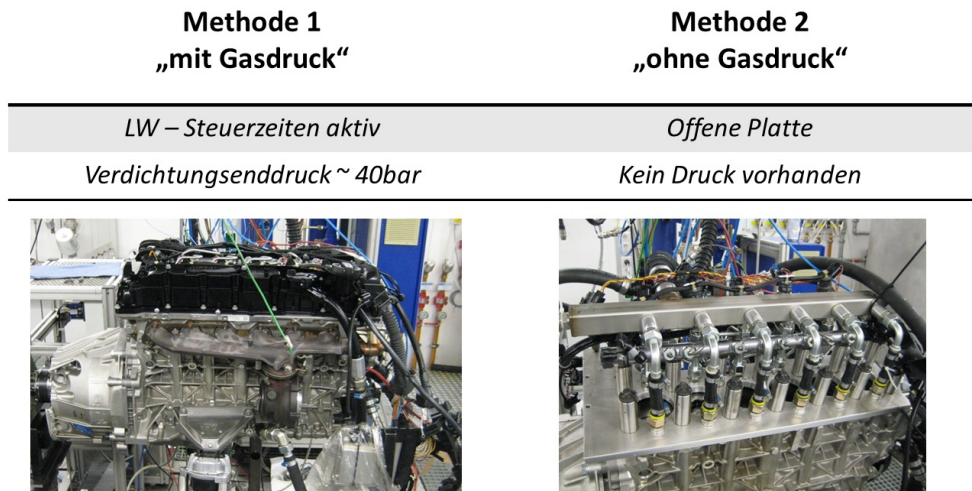 Methode 1
„mit Gasdruck“
Methode 2
„ohne Gasdruck“
LW – Steuerzeiten aktiv
Offene Platte
Verdichtungsenddruck ~ 40bar
Kein Druck vorhanden